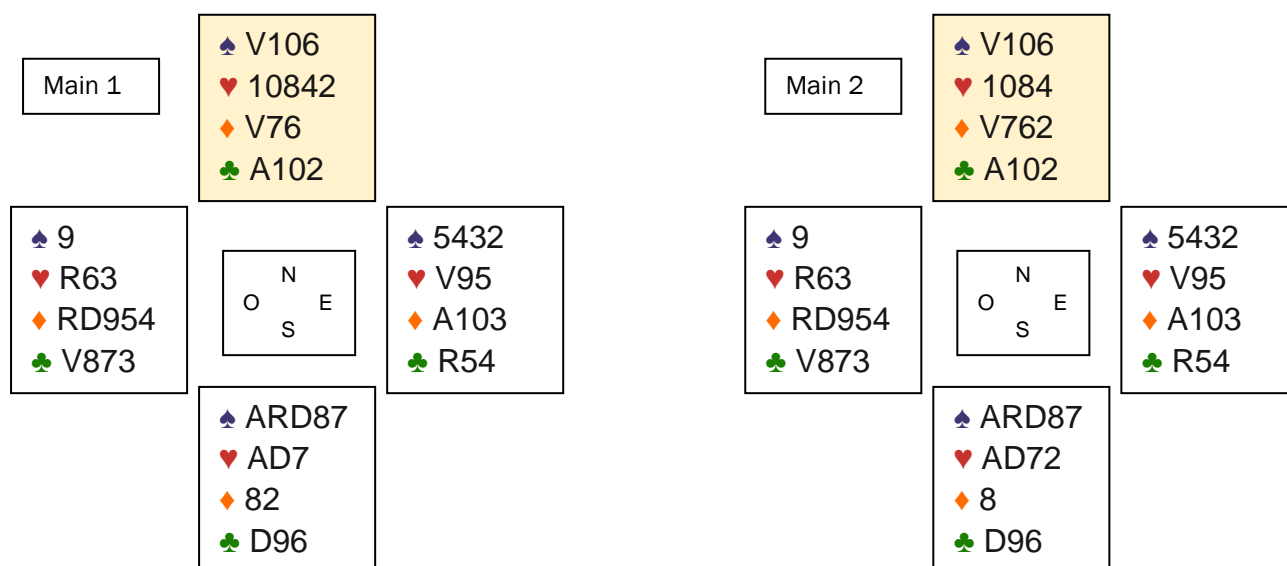 Main 1
♠ V106
♥ 10842
♦ V76
♣ A102
♠ 9
♥ R63
♦ RD954
♣ V873
N
O E
S
♠ 5432
♥ V95
♦ A103
♣ R54
♠ ARD87
♥ AD7
♦ 82
♣ D96
Main 2
♠ V106
♥ 1084
♦ V762
♣ A102
♠ 9
♥ R63
♦ RD954
♣ V873
N
O E
S
♠ 5432
♥ V95
♦ A103
♣ R54
♠ ARD87
♥ AD72
♦ 8
♣ D96